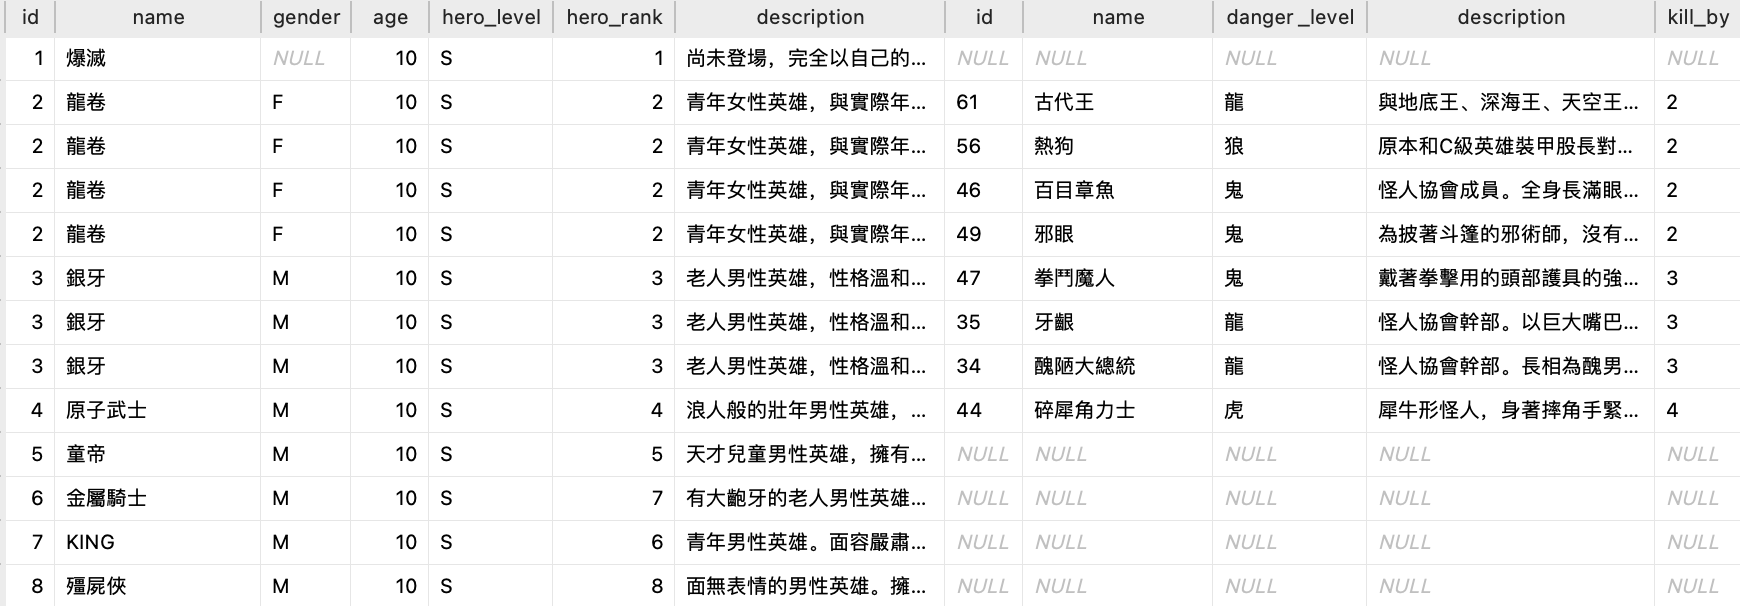 id name gender age hero_level hero_rank description id name danger _level description kill_by
1 爆滅 NULL 10 S 1 尚未登場，完全以自己的... NULL NULL NULL NULL NULL
2 龍卷 F 10 S 2 青年女性英雄，與實際年... 61 古代王 龍 與地底王、深海王、天空王... 2
2 龍卷 F 10 S 2 青年女性英雄，與實際年... 56 熱狗 狼 原本和C級英雄裝甲股長對... 2
2 龍卷 F 10 S 2 青年女性英雄，與實際年... 46 百目章魚 鬼 怪人協會成員。全身長滿眼... 2
2 龍卷 F 10 S 2 青年女性英雄，與實際年... 49 邪眼 鬼 為披著斗篷的邪術師，沒有... 2
3 銀牙 M 10 S 3 老人男性英雄，性格溫和... 47 拳鬥魔人 鬼 戴著拳擊用的頭部護具的強... 3
3 銀牙 M 10 S 3 老人男性英雄，性格溫和... 35 牙齦 龍 怪人協會幹部。以巨大嘴巴... 3
3 銀牙 M 10 S 3 老人男性英雄，性格溫和... 34 醜陋大總統 龍 怪人協會幹部。長相為醜男... 3
4 原子武士 M 10 S 4 浪人般的壯年男性英雄，... 44 碎犀角力士 虎 犀牛形怪人，身著摔角手緊... 4
5 童帝 M 10 S 5 天才兒童男性英雄，擁有... NULL NULL NULL NULL NULL
6 金屬騎士 M 10 S 7 有大齙牙的老人男性英雄... NULL NULL NULL NULL NULL
7 KING M 10 S 6 青年男性英雄。面容嚴肅... NULL NULL NULL NULL NULL
8 殭屍俠 M 10 S 8 面無表情的男性英雄。擁... NULL NULL NULL NULL NULL